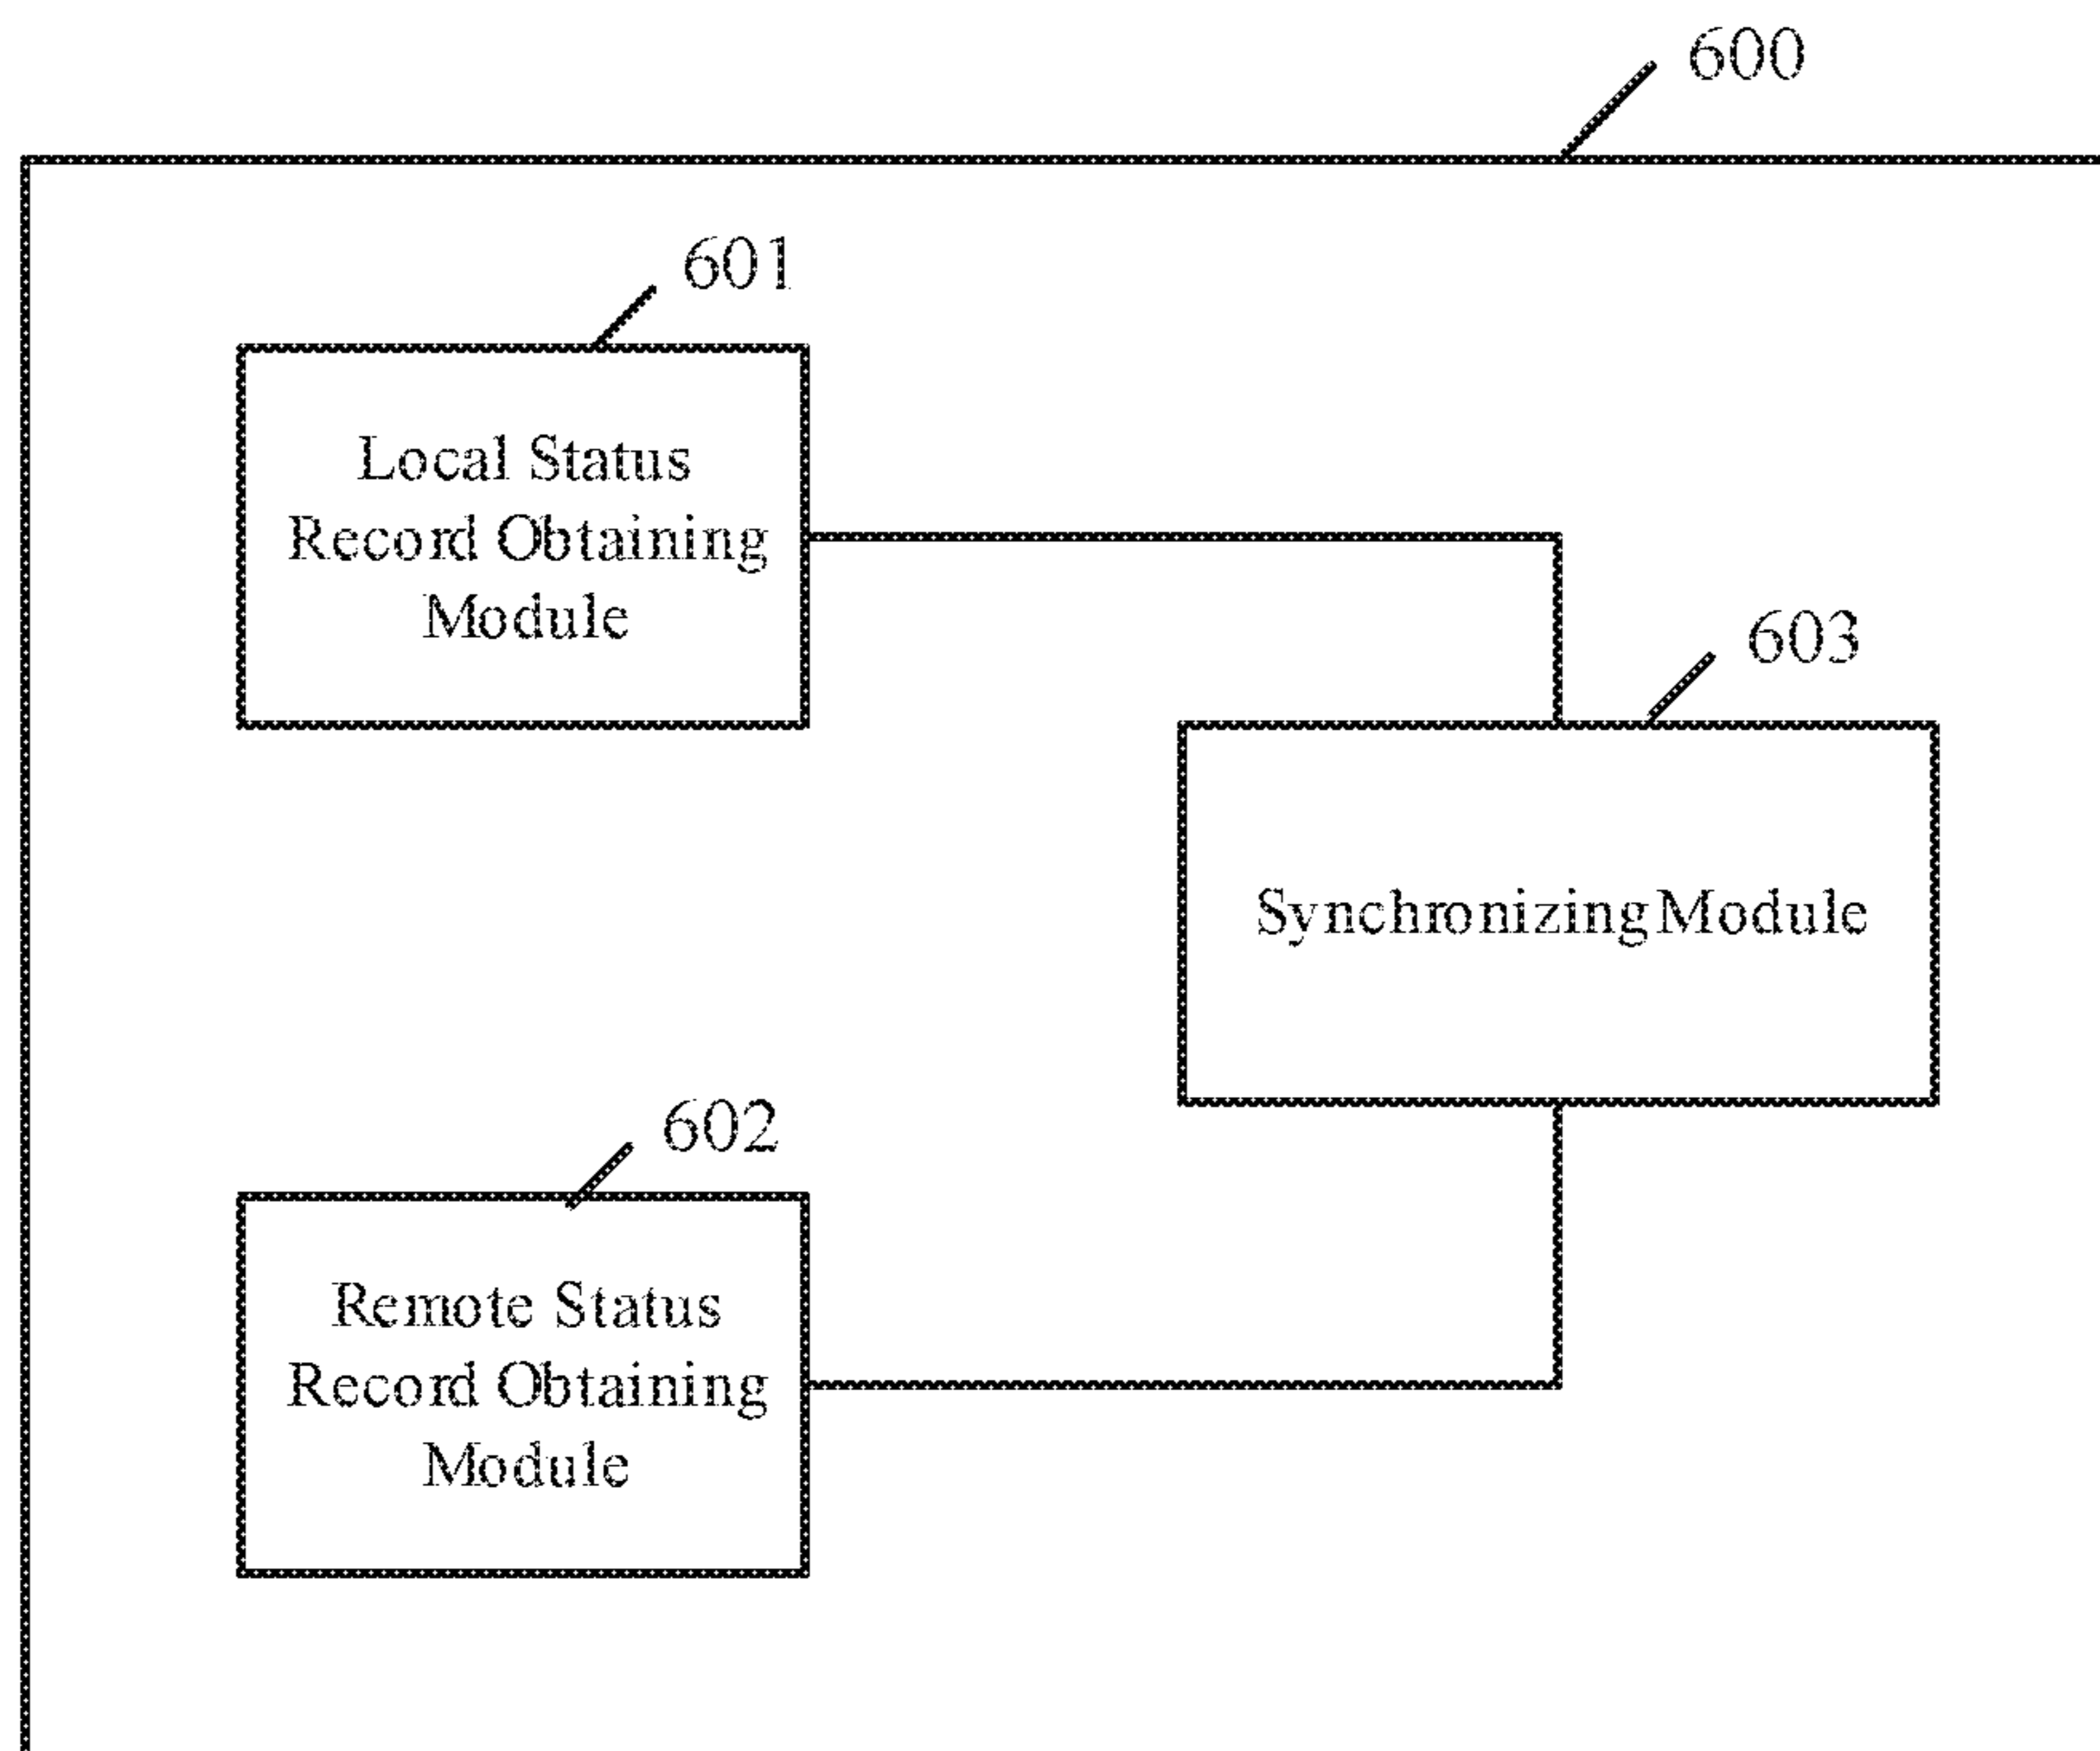 600
601
Local Status
Record Obtaining
Module
603
Synchronizing Module
602
Remote Status
Record Obtaining
Module